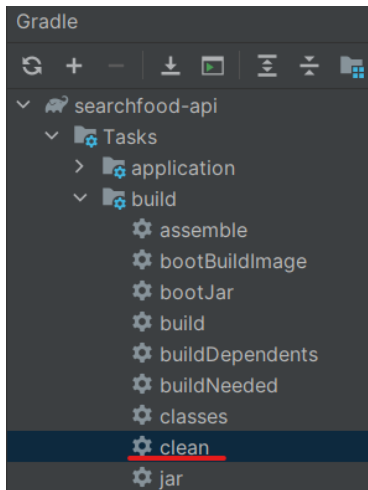 Gradle
searchfood-api
Tasks
application
build
assemble
bootBuildImage
bootJar
build
buildDependents
buildNeeded
classes
clean
jar